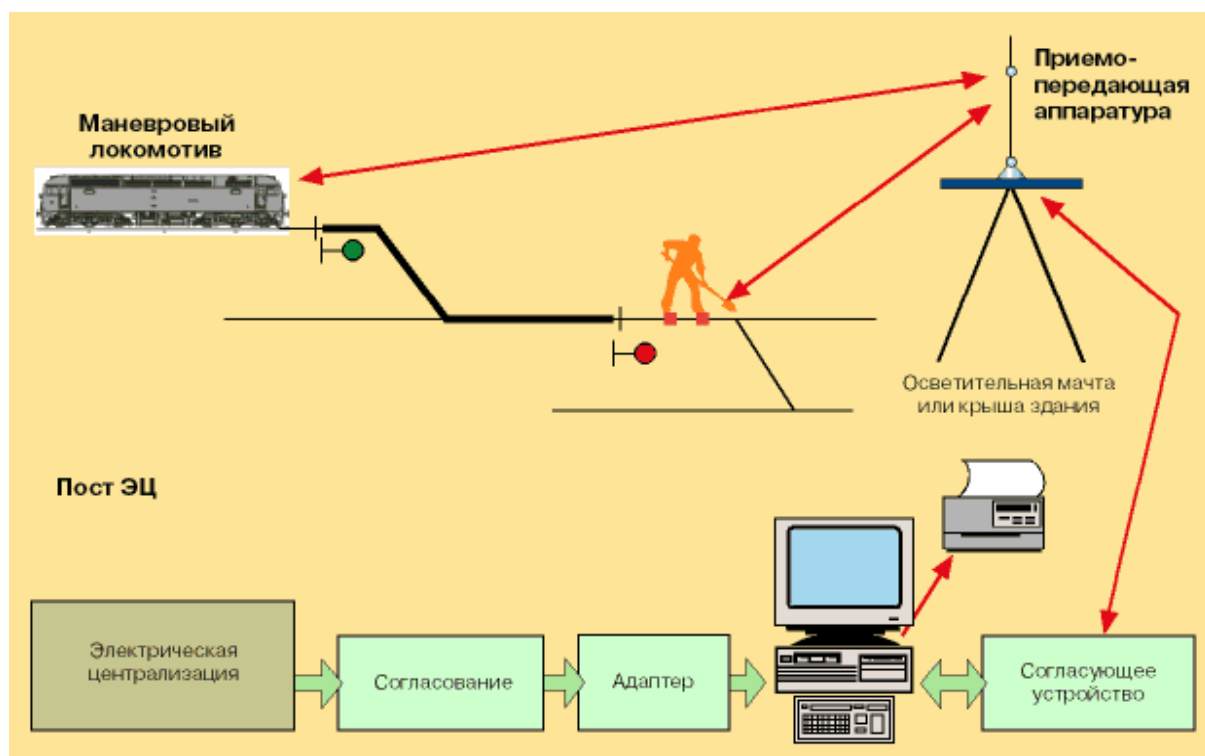 Приемо-
передающая
аппаратура
Маневровый
локомотив
Осветительная мачта
или крыша здания
Пост ЭЦ
Электрическая
централизация
Согласование
Адаптер
Согласующее
устройство